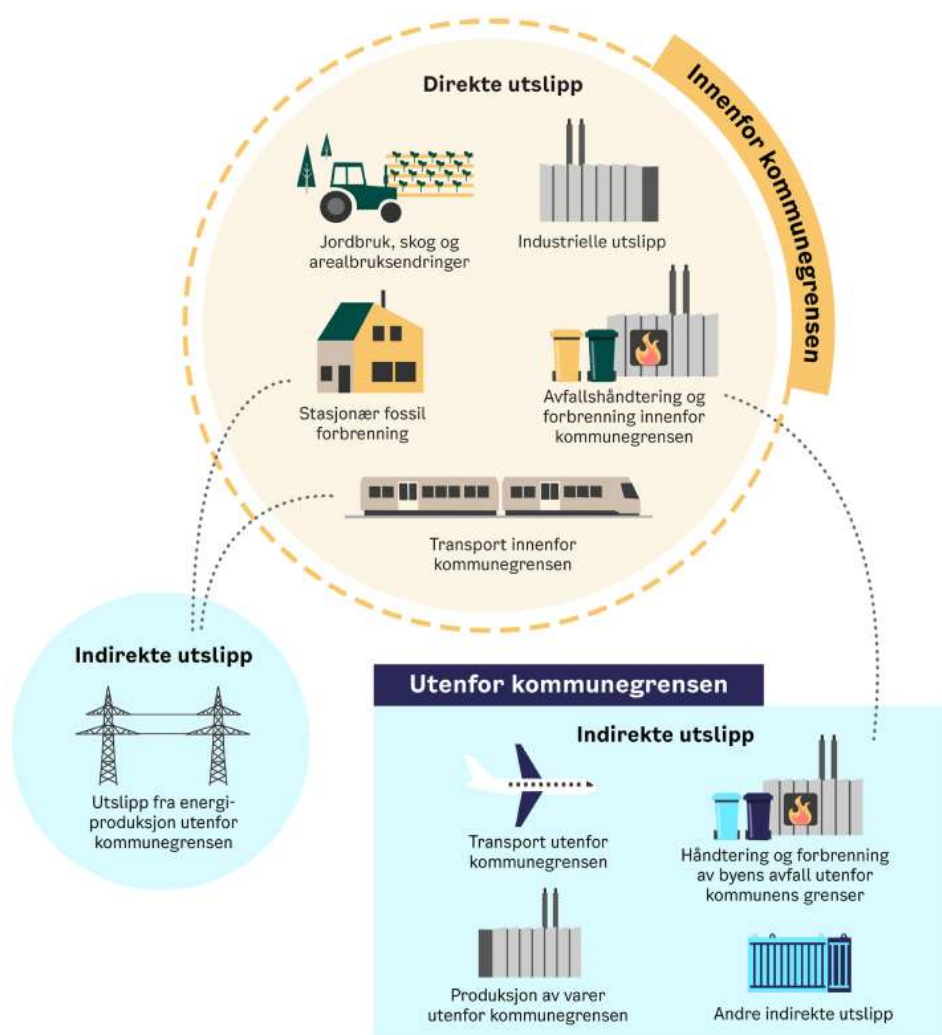 Innenfor kommunegrensen
Direkte utslipp
Jordbruk, skog og
arealbruksendringer
Industrielle utslipp
Stasjonær fossil
forbrenning
Avfallshåndtering og
forbrenning innenfor
kommunegrensen
Transport innenfor
kommunegrensen
Indirekte utslipp
Utslipp fra energi-
produksjon utenfor
kommunegrensen
Utenfor kommunegrensen
Indirekte utslipp
Transport utenfor
kommunegrensen
Håndtering og forbrenning
av byens avfall utenfor
kommunens grenser
Produksjon av varer
utenfor kommunegrensen
Andre indirekte utslipp